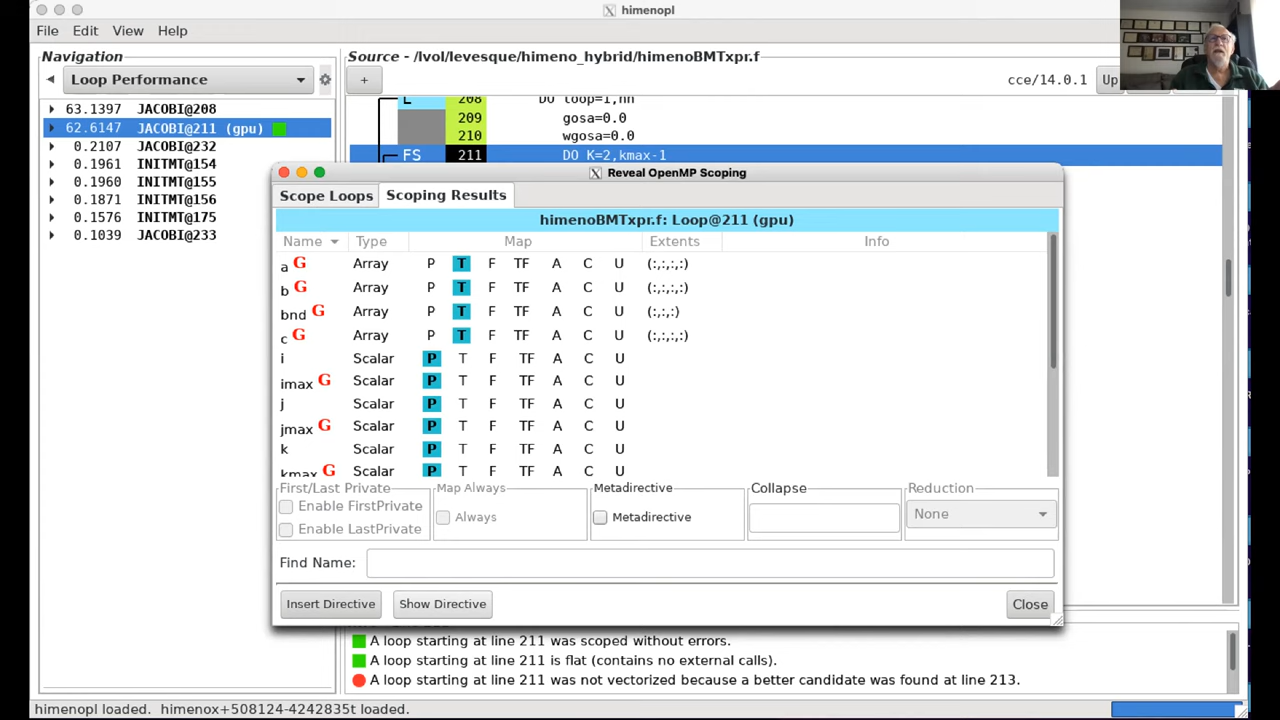 himenopl
File Edit View Help
Navigation
Loop Performance
63.1397 JACOBI@208
62.6147 JACOBI@211 (gpu)
0.2107 JACOBI@232
0.1961 INITMT@154
0.1960 INITMT@155
0.1871 INITMT@156
0.1576 INITMT@175
0.1039 JACOBI@233
Source - /lvol/levesque/himeno_hybrid/himenoBMTxpr.f
+ cce/14.0.1 Up
L 208 DO loop=1,nn
209 gosa=0.0
210 wgosa=0.0
FS 211 DO K=2,kmax-1
Reveal OpenMP Scoping
Scope Loops Scoping Results
himenoBMTxpr.f: Loop@211 (gpu)
Name Type Map Extents Info
a G Array P T F TF A C U (:,:,:,:)
b G Array P T F TF A C U (:,:,:,:)
bnd G Array P T F TF A C U (:,:,:)
c G Array P T F TF A C U (:,:,:,:)
i Scalar P T F TF A C U
imax G Scalar P T F TF A C U
j Scalar P T F TF A C U
jmax G Scalar P T F TF A C U
k Scalar P T F TF A C U
kmax G Scalar P T F TF A C U
First/Last Private Map Always Metadirective Collapse Reduction
Enable FirstPrivate Always Metadirective None
Enable LastPrivate
Find Name:
Insert Directive Show Directive Close
A loop starting at line 211 was scoped without errors.
A loop starting at line 211 is flat (contains no external calls).
A loop starting at line 211 was not vectorized because a better candidate was found at line 213.
himenopl loaded. himenox+508124-4242835t loaded.